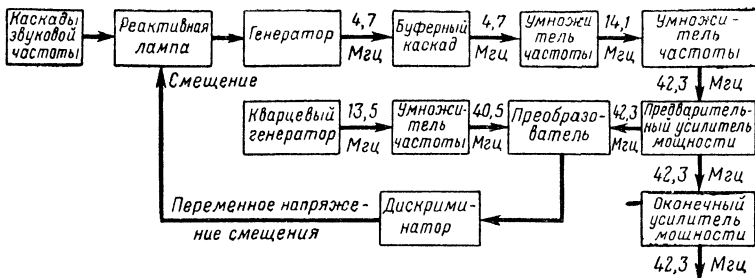 Каскады
звуковой
частоты
Реактивная
лампа
Генератор
4,7
Мгц
Буферный
каскад
4,7
Мгц
Умножи-
тель
частоты
14,1
Мгц
Умножи-
тель
частоты
42,3 Мгц
Смещение
Кварцевый
генератор
13,5
Мгц
Умножи-
тель
частоты
40,5
Мгц
Преобразо-
ватель
42,3
Мгц
Предваритель-
ный усилитель
мощности
42,3 Мгц
Переменное напряже-
ние смещения
Дискрими-
натор
Оконечный
усилитель
мощности
42,3 Мгц